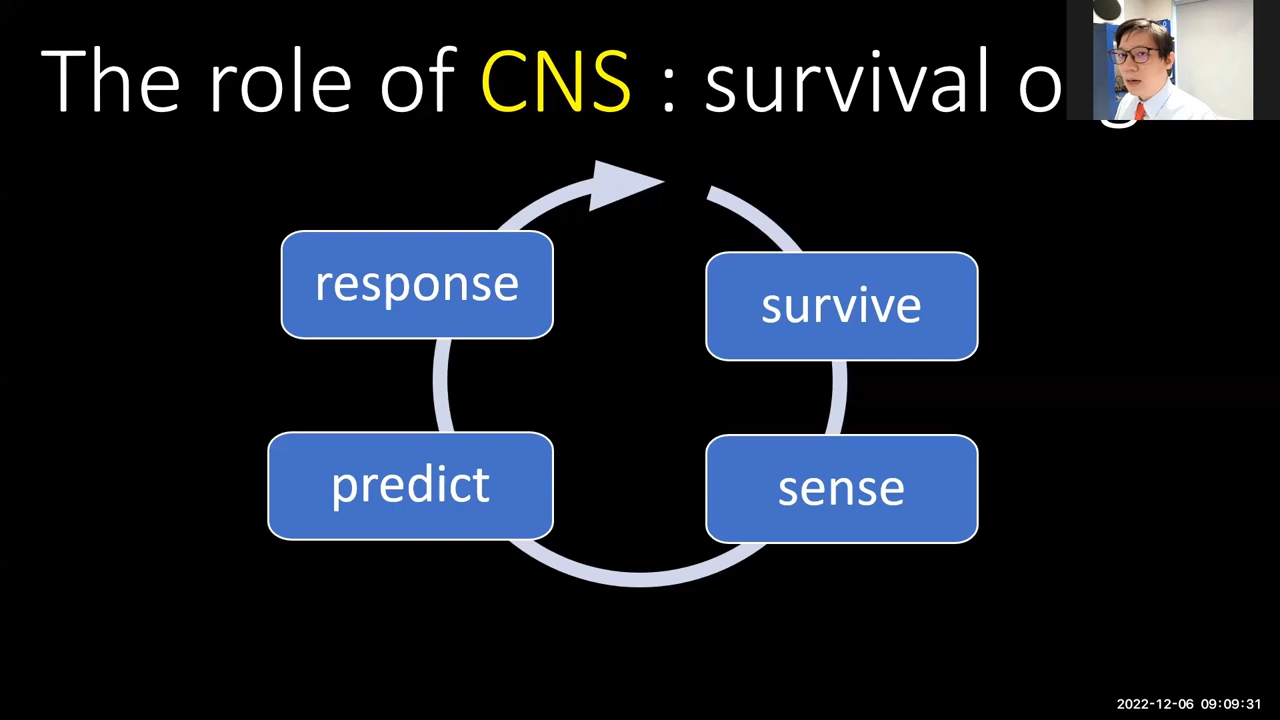 The role of CNS : survival
response
survive
predict
sense
2022-12-06 09:09:31